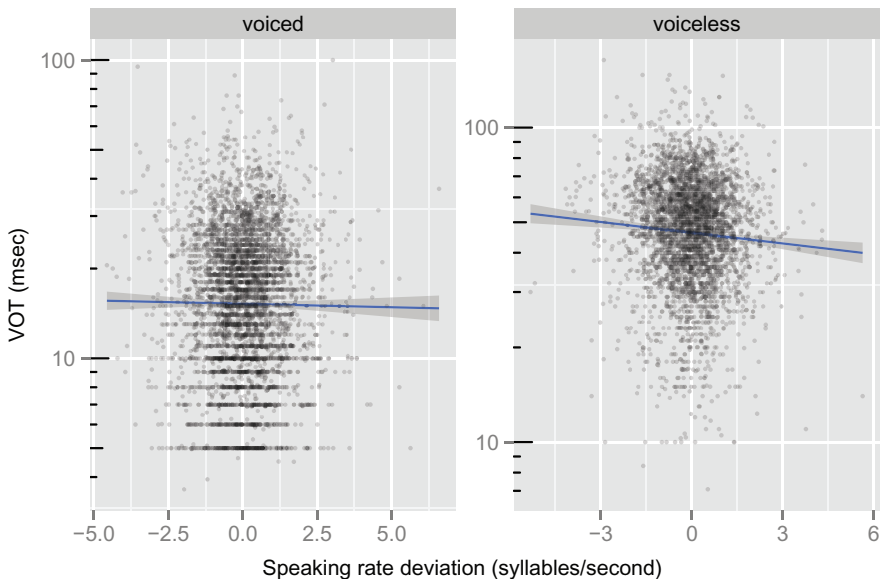 voiced
voiceless
VOT (msec)
100
10
100
10
−5.0 −2.5 0.0 2.5 5.0
−3 0 3 6
Speaking rate deviation (syllables/second)